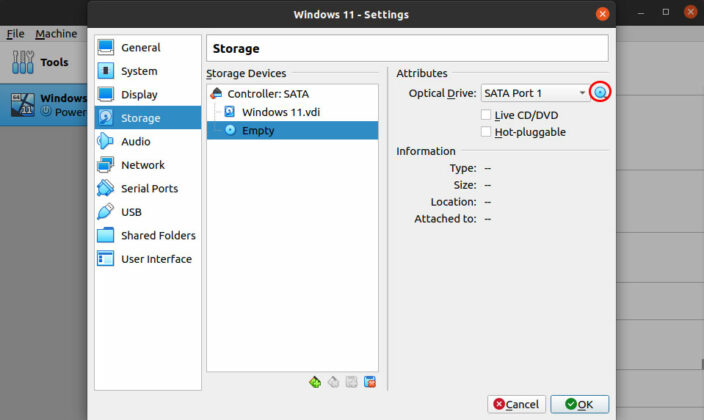 Windows 11 - Settings
File Machine
Tools
Windows
Power
General
System
Display
Storage
Audio
Network
Serial Ports
USB
Shared Folders
User Interface
Storage
Storage Devices
Controller: SATA
Windows 11.vdi
Empty
Attributes
Optical Drive: SATA Port 1
Live CD/DVD
Hot-pluggable
Information
Type: --
Size: --
Location: --
Attached to: --
Cancel OK